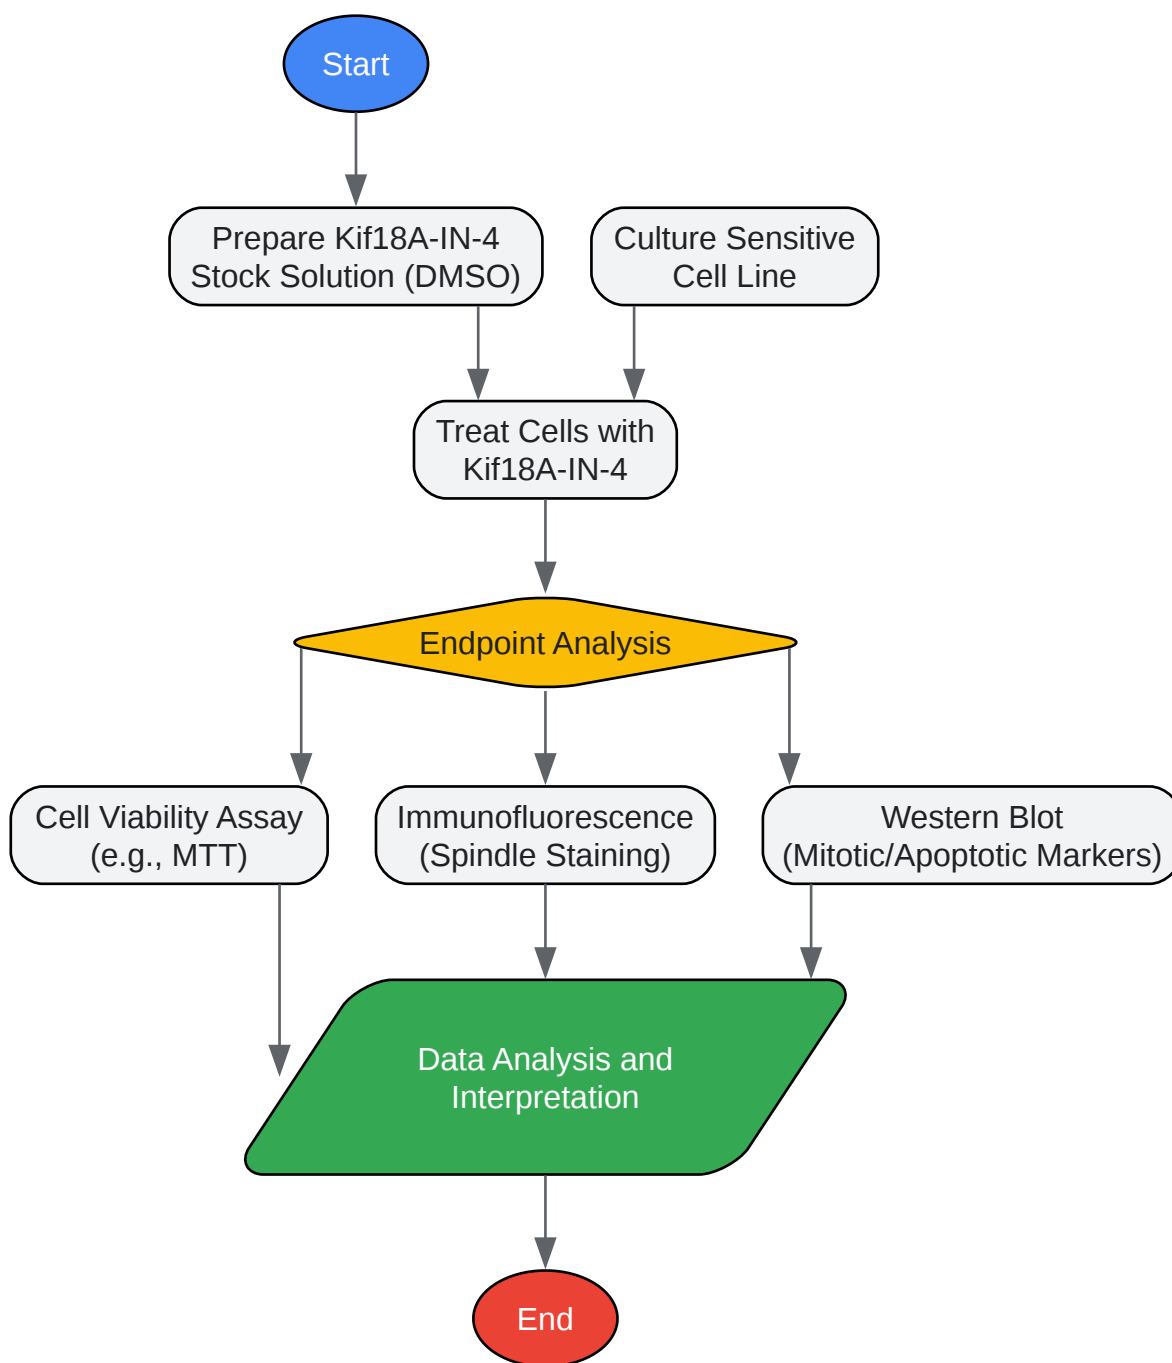 Start
Prepare Kif18A-IN-4
Stock Solution (DMSO)
Culture Sensitive
Cell Line
Treat Cells with
Kif18A-IN-4
Endpoint Analysis
Cell Viability Assay
(e.g., MTT)
Immunofluorescence
(Spindle Staining)
Western Blot
(Mitotic/Apoptotic Markers)
Data Analysis and
Interpretation
End